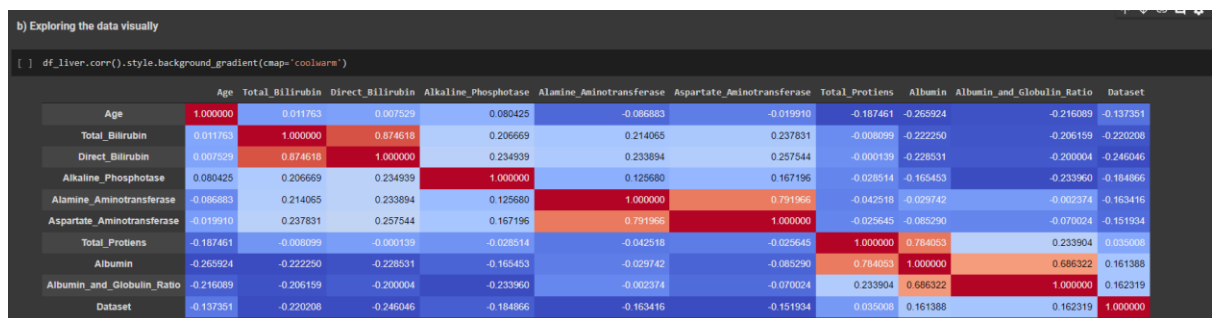 b) Exploring the data visually
[ ] df_liver.corr().style.background_gradient(cmap='coolwarm')
Age Total_Bilirubin Direct_Bilirubin Alkaline_Phosphotase Alamine_Aminotransferase Aspartate_Aminotransferase Total_Protiens Albumin Albumin_and_Globulin_Ratio Dataset
Age 1.000000 0.011763 0.007529 0.080425 -0.086883 -0.019910 -0.187461 -0.265924 -0.216089 -0.137351
Total_Bilirubin 0.011763 1.000000 0.874618 0.206669 0.214065 0.237831 -0.008099 -0.222250 -0.206159 -0.220208
Direct_Bilirubin 0.007529 0.874618 1.000000 0.234939 0.233894 0.257544 -0.000139 -0.228531 -0.200004 -0.246046
Alkaline_Phosphotase 0.080425 0.206669 0.234939 1.000000 0.125680 0.167196 -0.028514 -0.165453 -0.233960 -0.184866
Alamine_Aminotransferase -0.086883 0.214065 0.233894 0.125680 1.000000 0.791966 -0.042518 -0.029742 -0.002374 -0.163416
Aspartate_Aminotransferase -0.019910 0.237831 0.257544 0.167196 0.791966 1.000000 -0.025645 -0.085290 -0.070024 -0.151934
Total_Protiens -0.187461 -0.008099 -0.000139 -0.028514 -0.042518 -0.025645 1.000000 0.784053 0.233904 0.035008
Albumin -0.265924 -0.222250 -0.228531 -0.165453 -0.029742 -0.085290 0.784053 1.000000 0.686322 0.161388
Albumin_and_Globulin_Ratio -0.216089 -0.206159 -0.200004 -0.233960 -0.002374 -0.070024 0.233904 0.686322 1.000000 0.162319
Dataset -0.137351 -0.220208 -0.246046 -0.184866 -0.163416 -0.151934 0.035008 0.161388 0.162319 1.000000